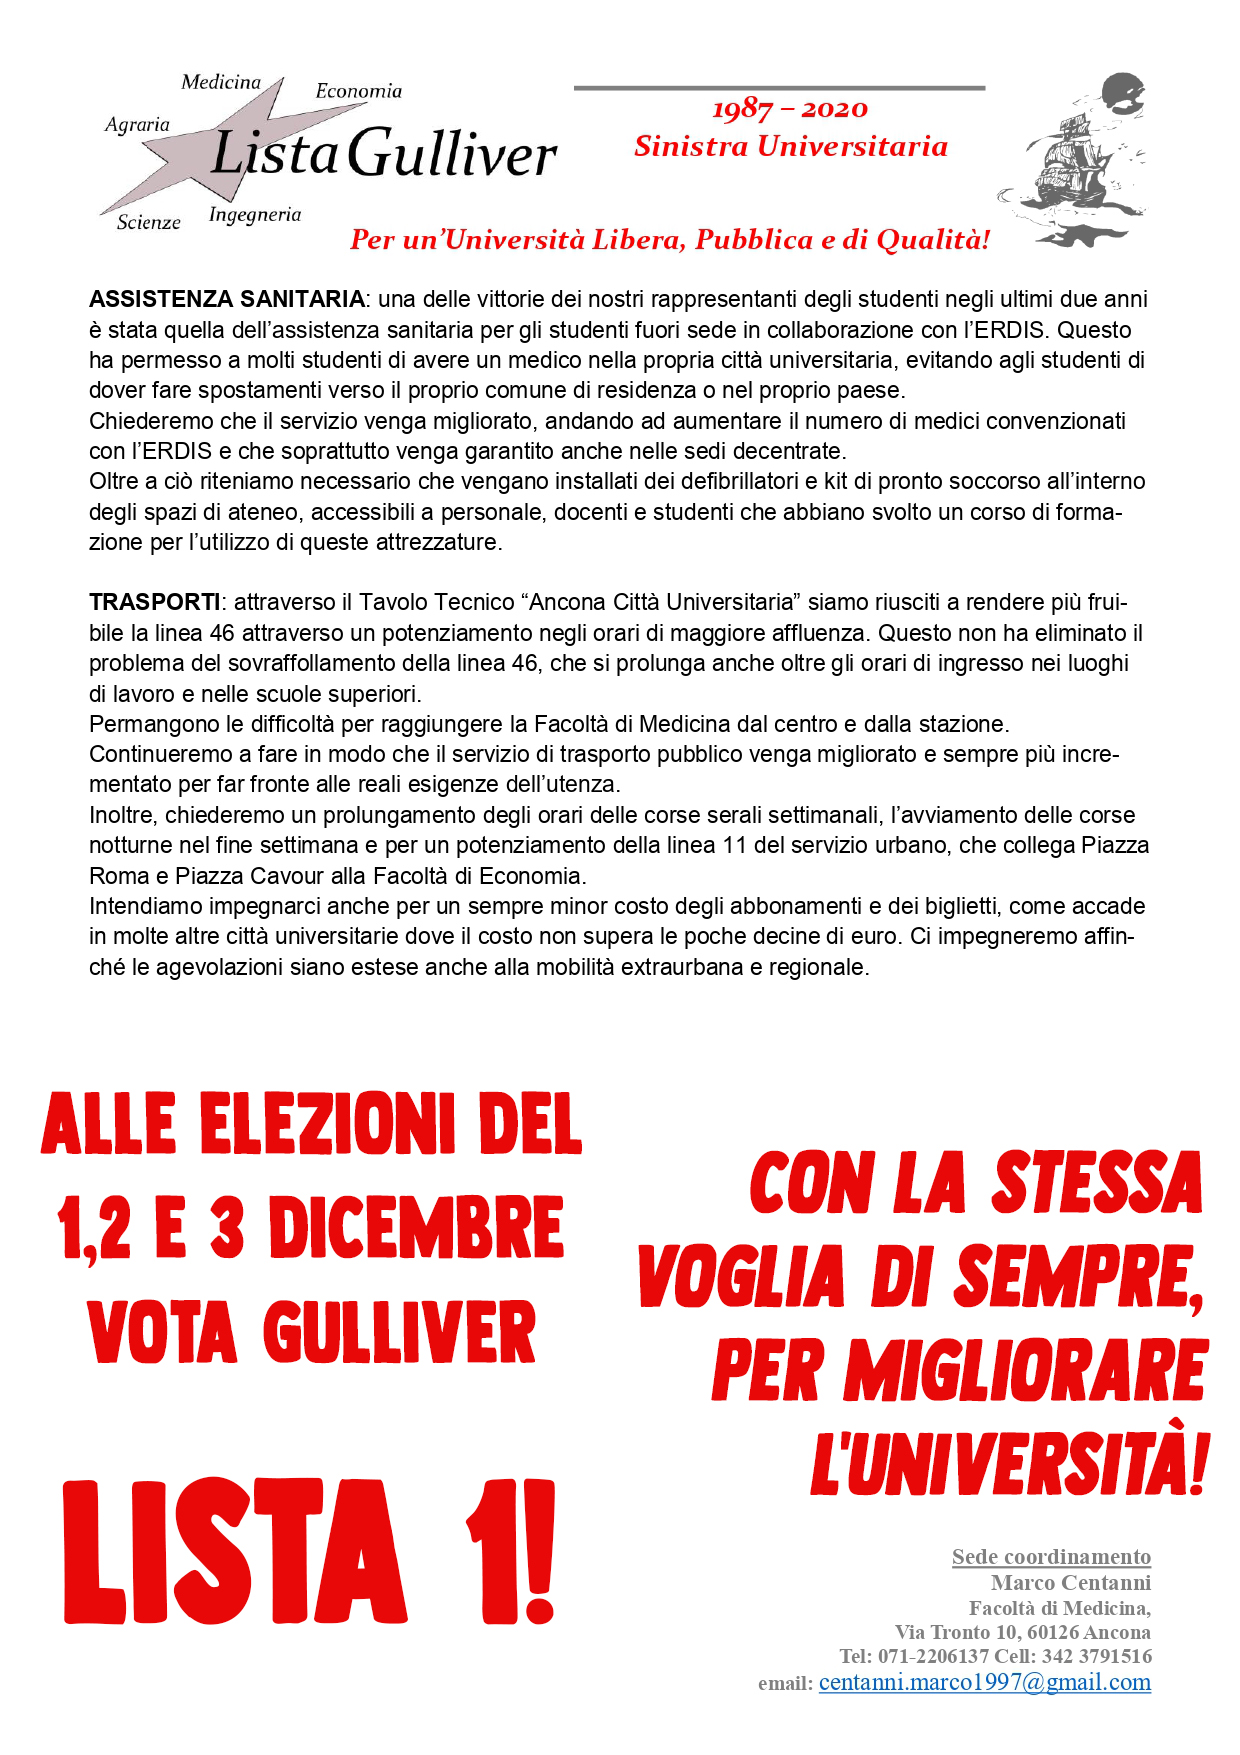 Medicina
Economia
Agraria
Lista Gulliver
Scienze
Ingegneria
1987 – 2020
Sinistra Universitaria
Per un’Università Libera, Pubblica e di Qualità!
ASSISTENZA SANITARIA: una delle vittorie dei nostri rappresentanti degli studenti negli ultimi due anni
è stata quella dell’assistenza sanitaria per gli studenti fuori sede in collaborazione con l’ERDIS. Questo
ha permesso a molti studenti di avere un medico nella propria città universitaria, evitando agli studenti di
dover fare spostamenti verso il proprio comune di residenza o nel proprio paese.
Chiederemo che il servizio venga migliorato, andando ad aumentare il numero di medici convenzionati
con l’ERDIS e che soprattutto venga garantito anche nelle sedi decentrate.
Oltre a ciò riteniamo necessario che vengano installati dei defibrillatori e kit di pronto soccorso all’interno
degli spazi di ateneo, accessibili a personale, docenti e studenti che abbiano svolto un corso di forma-
zione per l’utilizzo di queste attrezzature.
TRASPORTI: attraverso il Tavolo Tecnico “Ancona Città Universitaria” siamo riusciti a rendere più frui-
bile la linea 46 attraverso un potenziamento negli orari di maggiore affluenza. Questo non ha eliminato il
problema del sovraffollamento della linea 46, che si prolunga anche oltre gli orari di ingresso nei luoghi
di lavoro e nelle scuole superiori.
Permangono le difficoltà per raggiungere la Facoltà di Medicina dal centro e dalla stazione.
Continueremo a fare in modo che il servizio di trasporto pubblico venga migliorato e sempre più incre-
mentato per far fronte alle reali esigenze dell’utenza.
Inoltre, chiederemo un prolungamento degli orari delle corse serali settimanali, l’avviamento delle corse
notturne nel fine settimana e per un potenziamento della linea 11 del servizio urbano, che collega Piazza
Roma e Piazza Cavour alla Facoltà di Economia.
Intendiamo impegnarci anche per un sempre minor costo degli abbonamenti e dei biglietti, come accade
in molte altre città universitarie dove il costo non supera le poche decine di euro. Ci impegneremo affin-
ché le agevolazioni siano estese anche alla mobilità extraurbana e regionale.
ALLE ELEZIONI DEL
1,2 E 3 DICEMBRE
VOTA GULLIVER
LISTA 1!
CON LA STESSA
VOGLIA DI SEMPRE,
PER MIGLIORARE
L'UNIVERSITÀ!
Sede coordinamento
Marco Centanni
Facoltà di Medicina,
Via Tronto 10, 60126 Ancona
Tel: 071-2206137 Cell: 342 3791516
email: centanni.marco1997@gmail.com